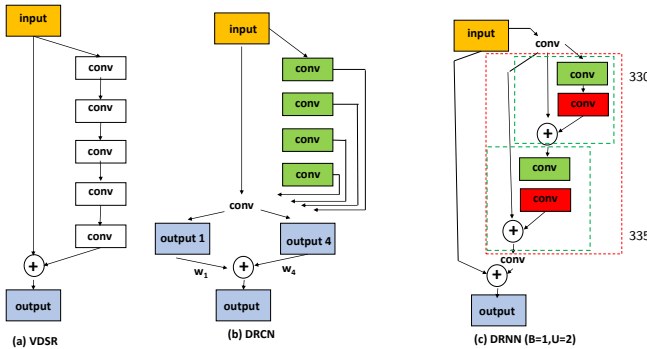 input
conv
conv
conv
conv
conv
+
output
(a) VDSR
input
conv
conv
conv
conv
conv
output 1
output 4
w1
+
w4
output
(b) DRCN
input
conv
conv
conv
+
330
conv
conv
+
335
conv
+
output
(c) DRNN (B=1,U=2)